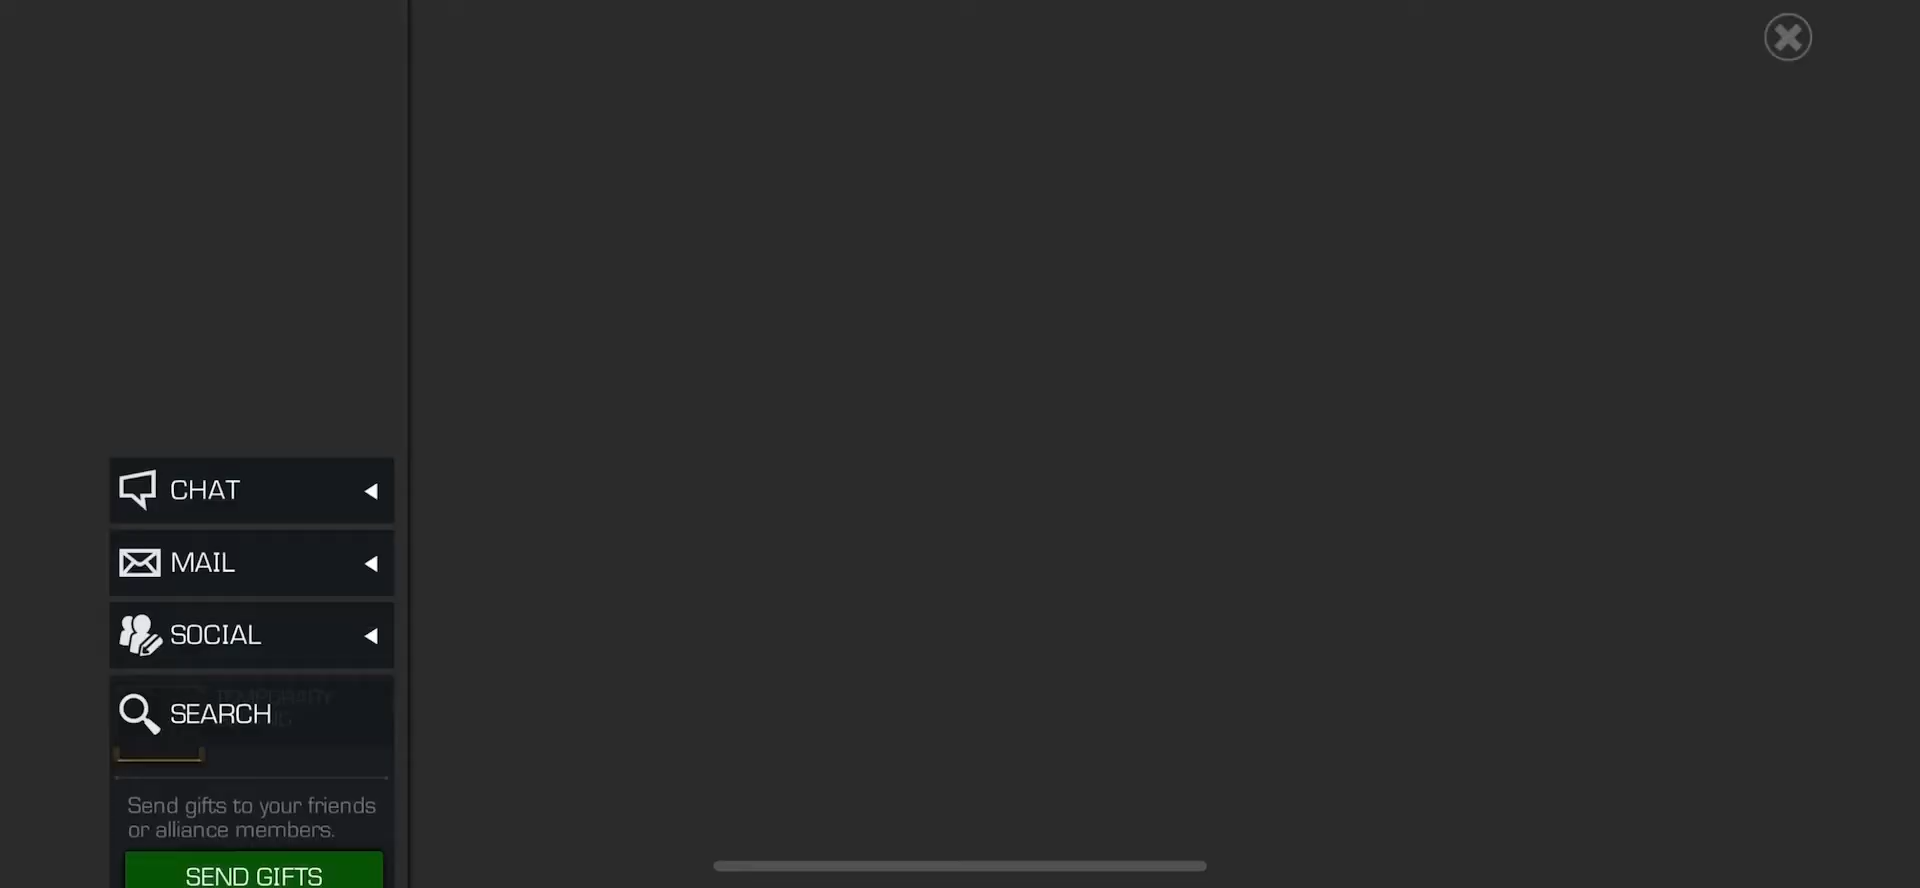 CHAT
MAIL
SOCIAL
SEARCH
Send gifts to your friends
or alliance members.
SEND GIFTS